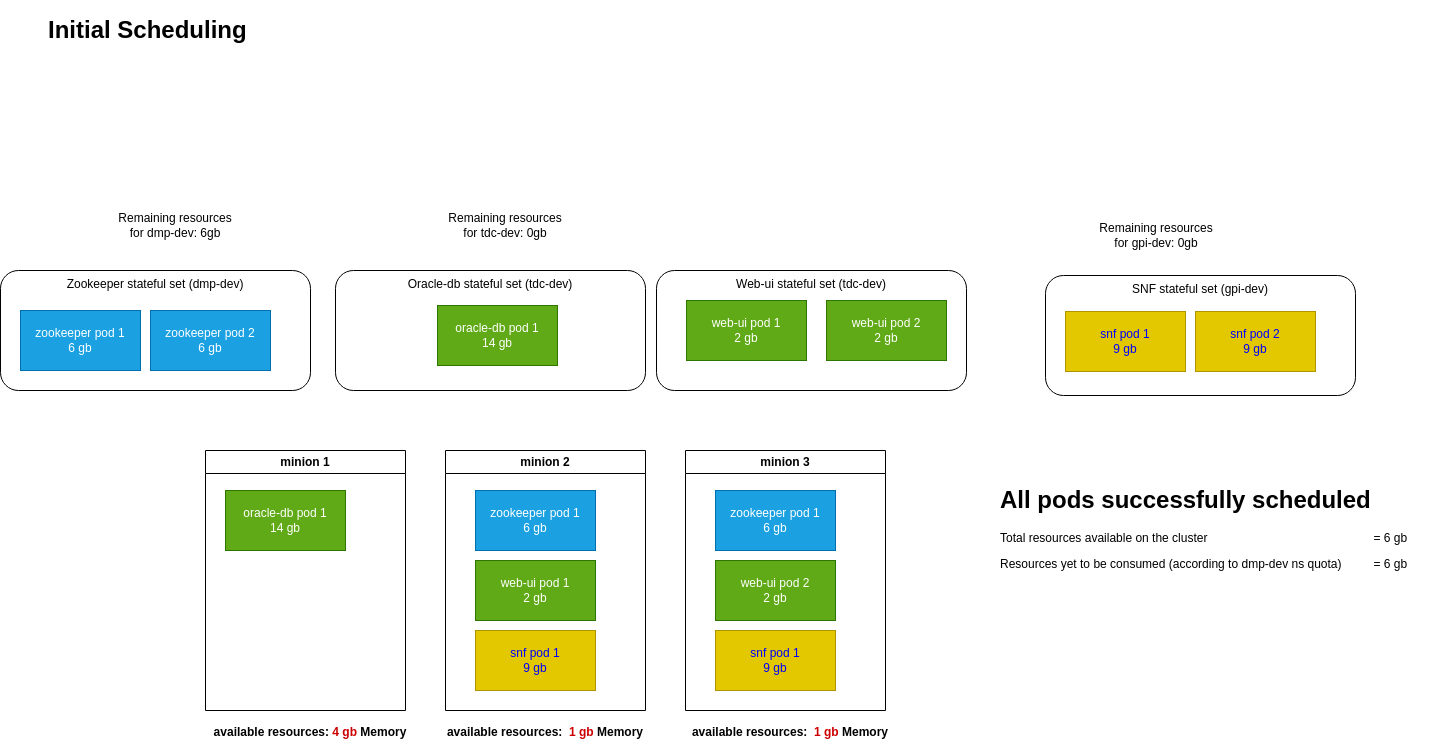 Initial Scheduling
Remaining resources
for dmp-dev: 6gb
Remaining resources
for tdc-dev: 0gb
Remaining resources
for gpi-dev: 0gb
Zookeeper stateful set (dmp-dev)
zookeeper pod 1
6 gb
zookeeper pod 2
6 gb
Oracle-db stateful set (tdc-dev)
oracle-db pod 1
14 gb
Web-ui stateful set (tdc-dev)
web-ui pod 1
2 gb
web-ui pod 2
2 gb
SNF stateful set (gpi-dev)
snf pod 1
9 gb
snf pod 2
9 gb
minion 1
oracle-db pod 1
14 gb
available resources: 4 gb Memory
minion 2
zookeeper pod 1
6 gb
web-ui pod 1
2 gb
snf pod 1
9 gb
available resources: 1 gb Memory
minion 3
zookeeper pod 1
6 gb
web-ui pod 2
2 gb
snf pod 1
9 gb
available resources: 1 gb Memory
All pods successfully scheduled
Total resources available on the cluster = 6 gb
Resources yet to be consumed (according to dmp-dev ns quota) = 6 gb